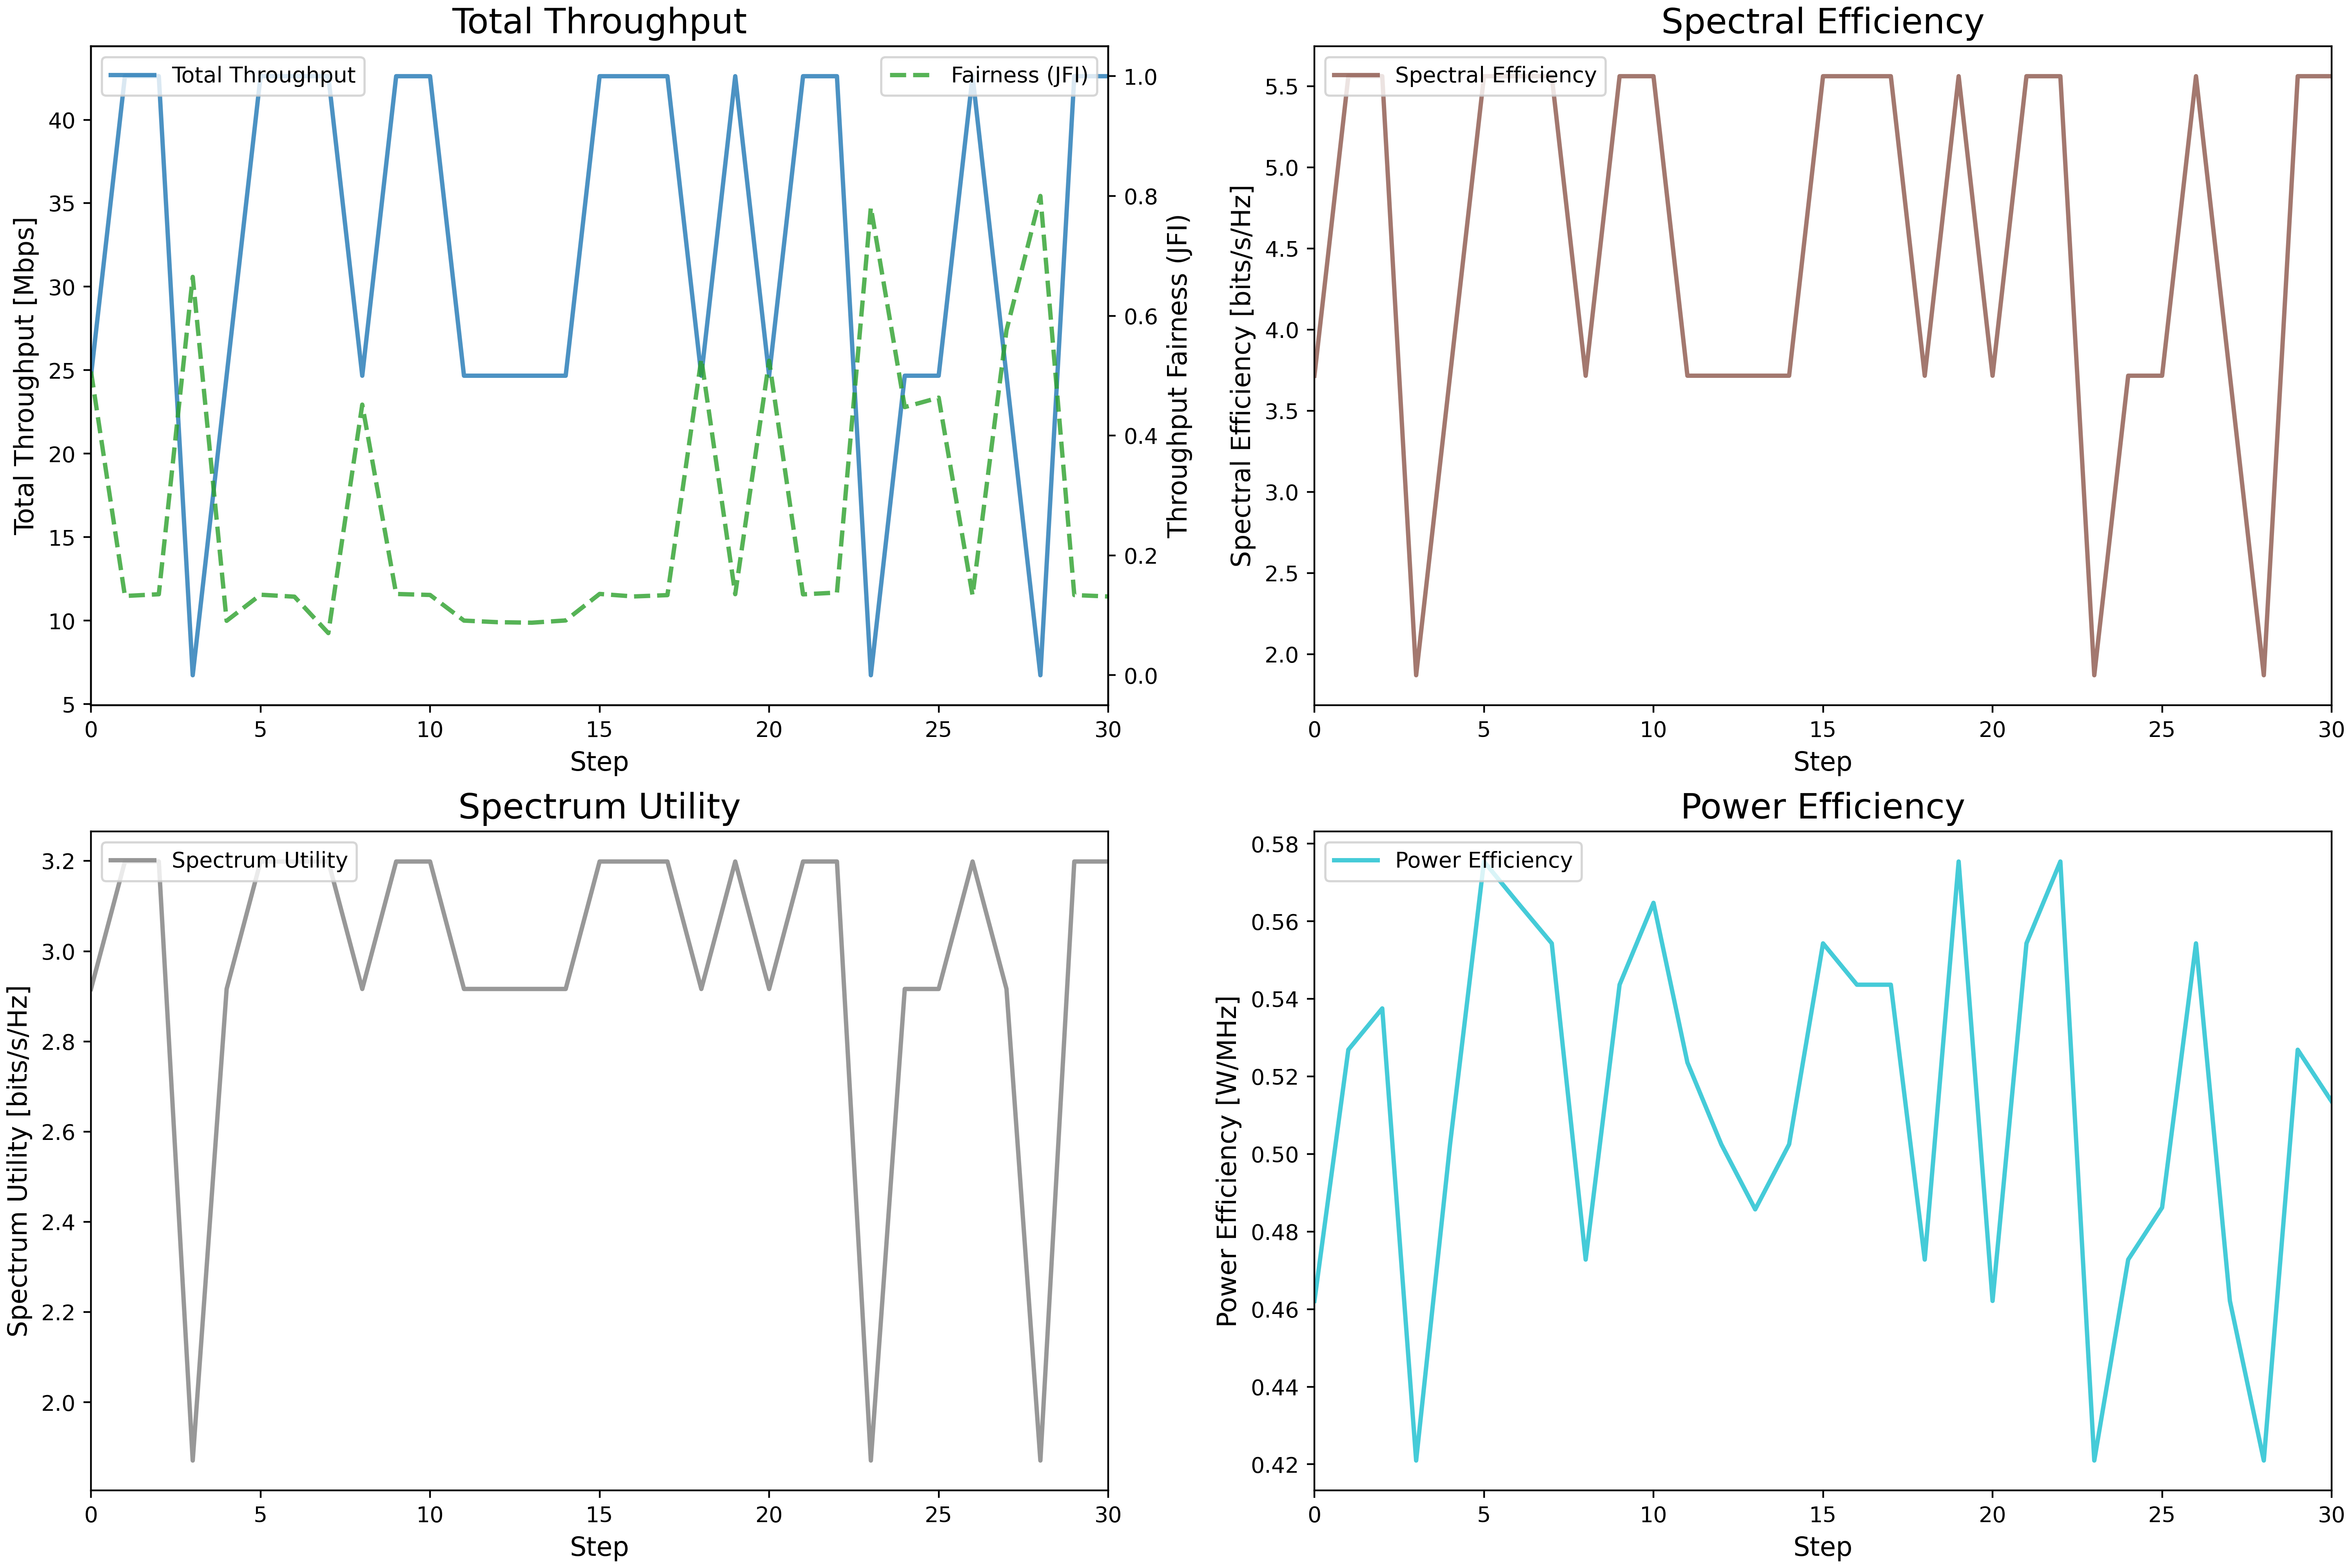 Total Throughput
Total Throughput
Fairness (JFI)
Total Throughput [Mbps]
40
35
30
25
20
15
10
5
1.0
0.8
0.6
0.4
0.2
0.0
Throughput Fairness (JFI)
0 5 10 15 20 25 30
Step
Spectral Efficiency
Spectral Efficiency
Spectral Efficiency [bits/s/Hz]
5.5
5.0
4.5
4.0
3.5
3.0
2.5
2.0
0 5 10 15 20 25 30
Step
Spectrum Utility
Spectrum Utility
Spectrum Utility [bits/s/Hz]
3.2
3.0
2.8
2.6
2.4
2.2
2.0
0 5 10 15 20 25 30
Step
Power Efficiency
Power Efficiency
Power Efficiency [W/MHz]
0.58
0.56
0.54
0.52
0.50
0.48
0.46
0.44
0.42
0 5 10 15 20 25 30
Step